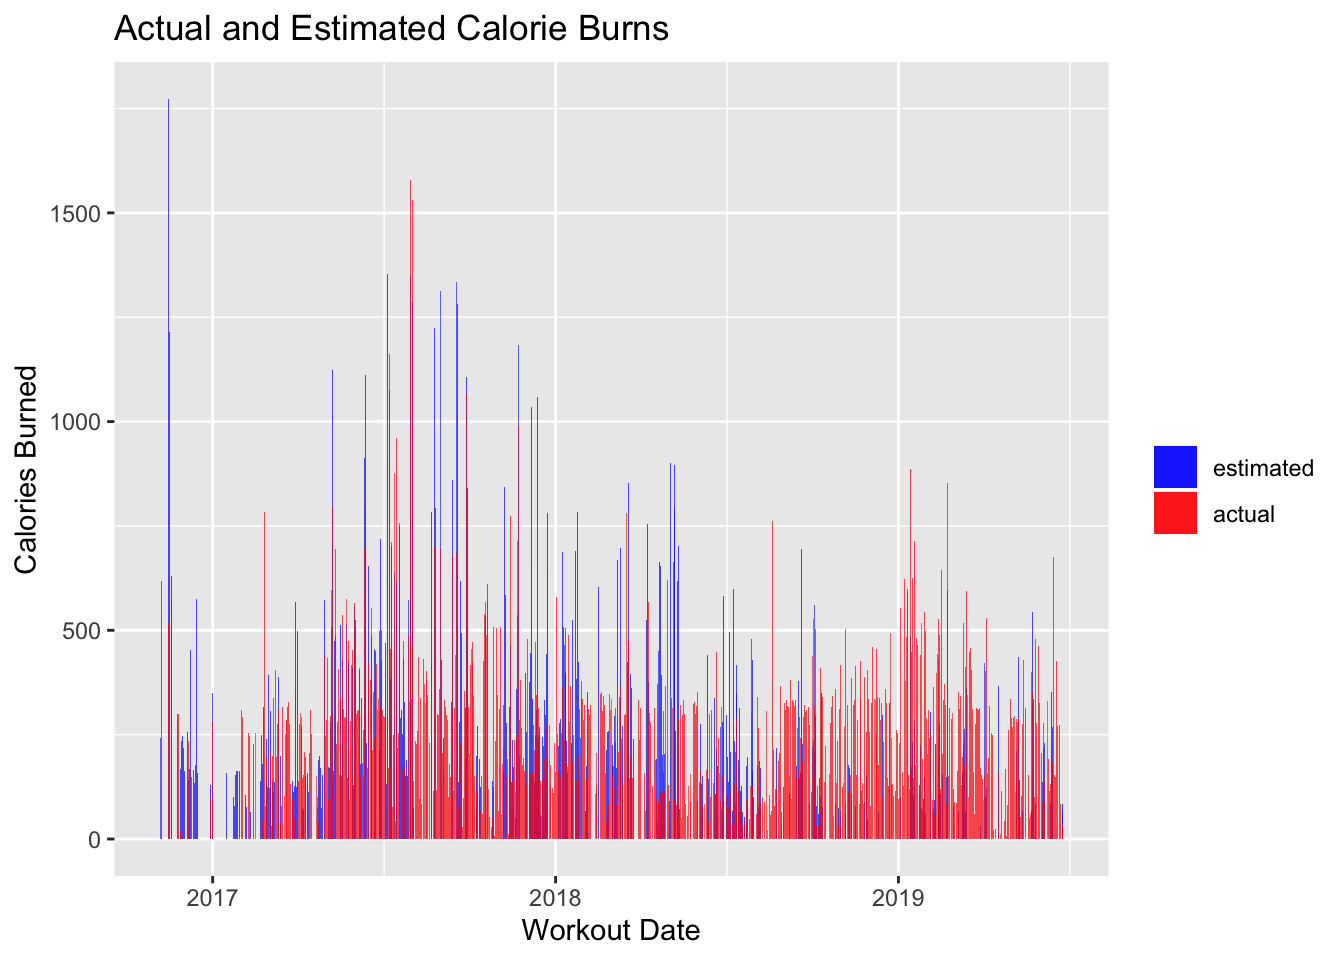 Actual and Estimated Calorie Burns
Calories Burned
1500
1000
500
0
2017
2018
2019
Workout Date
estimated
actual